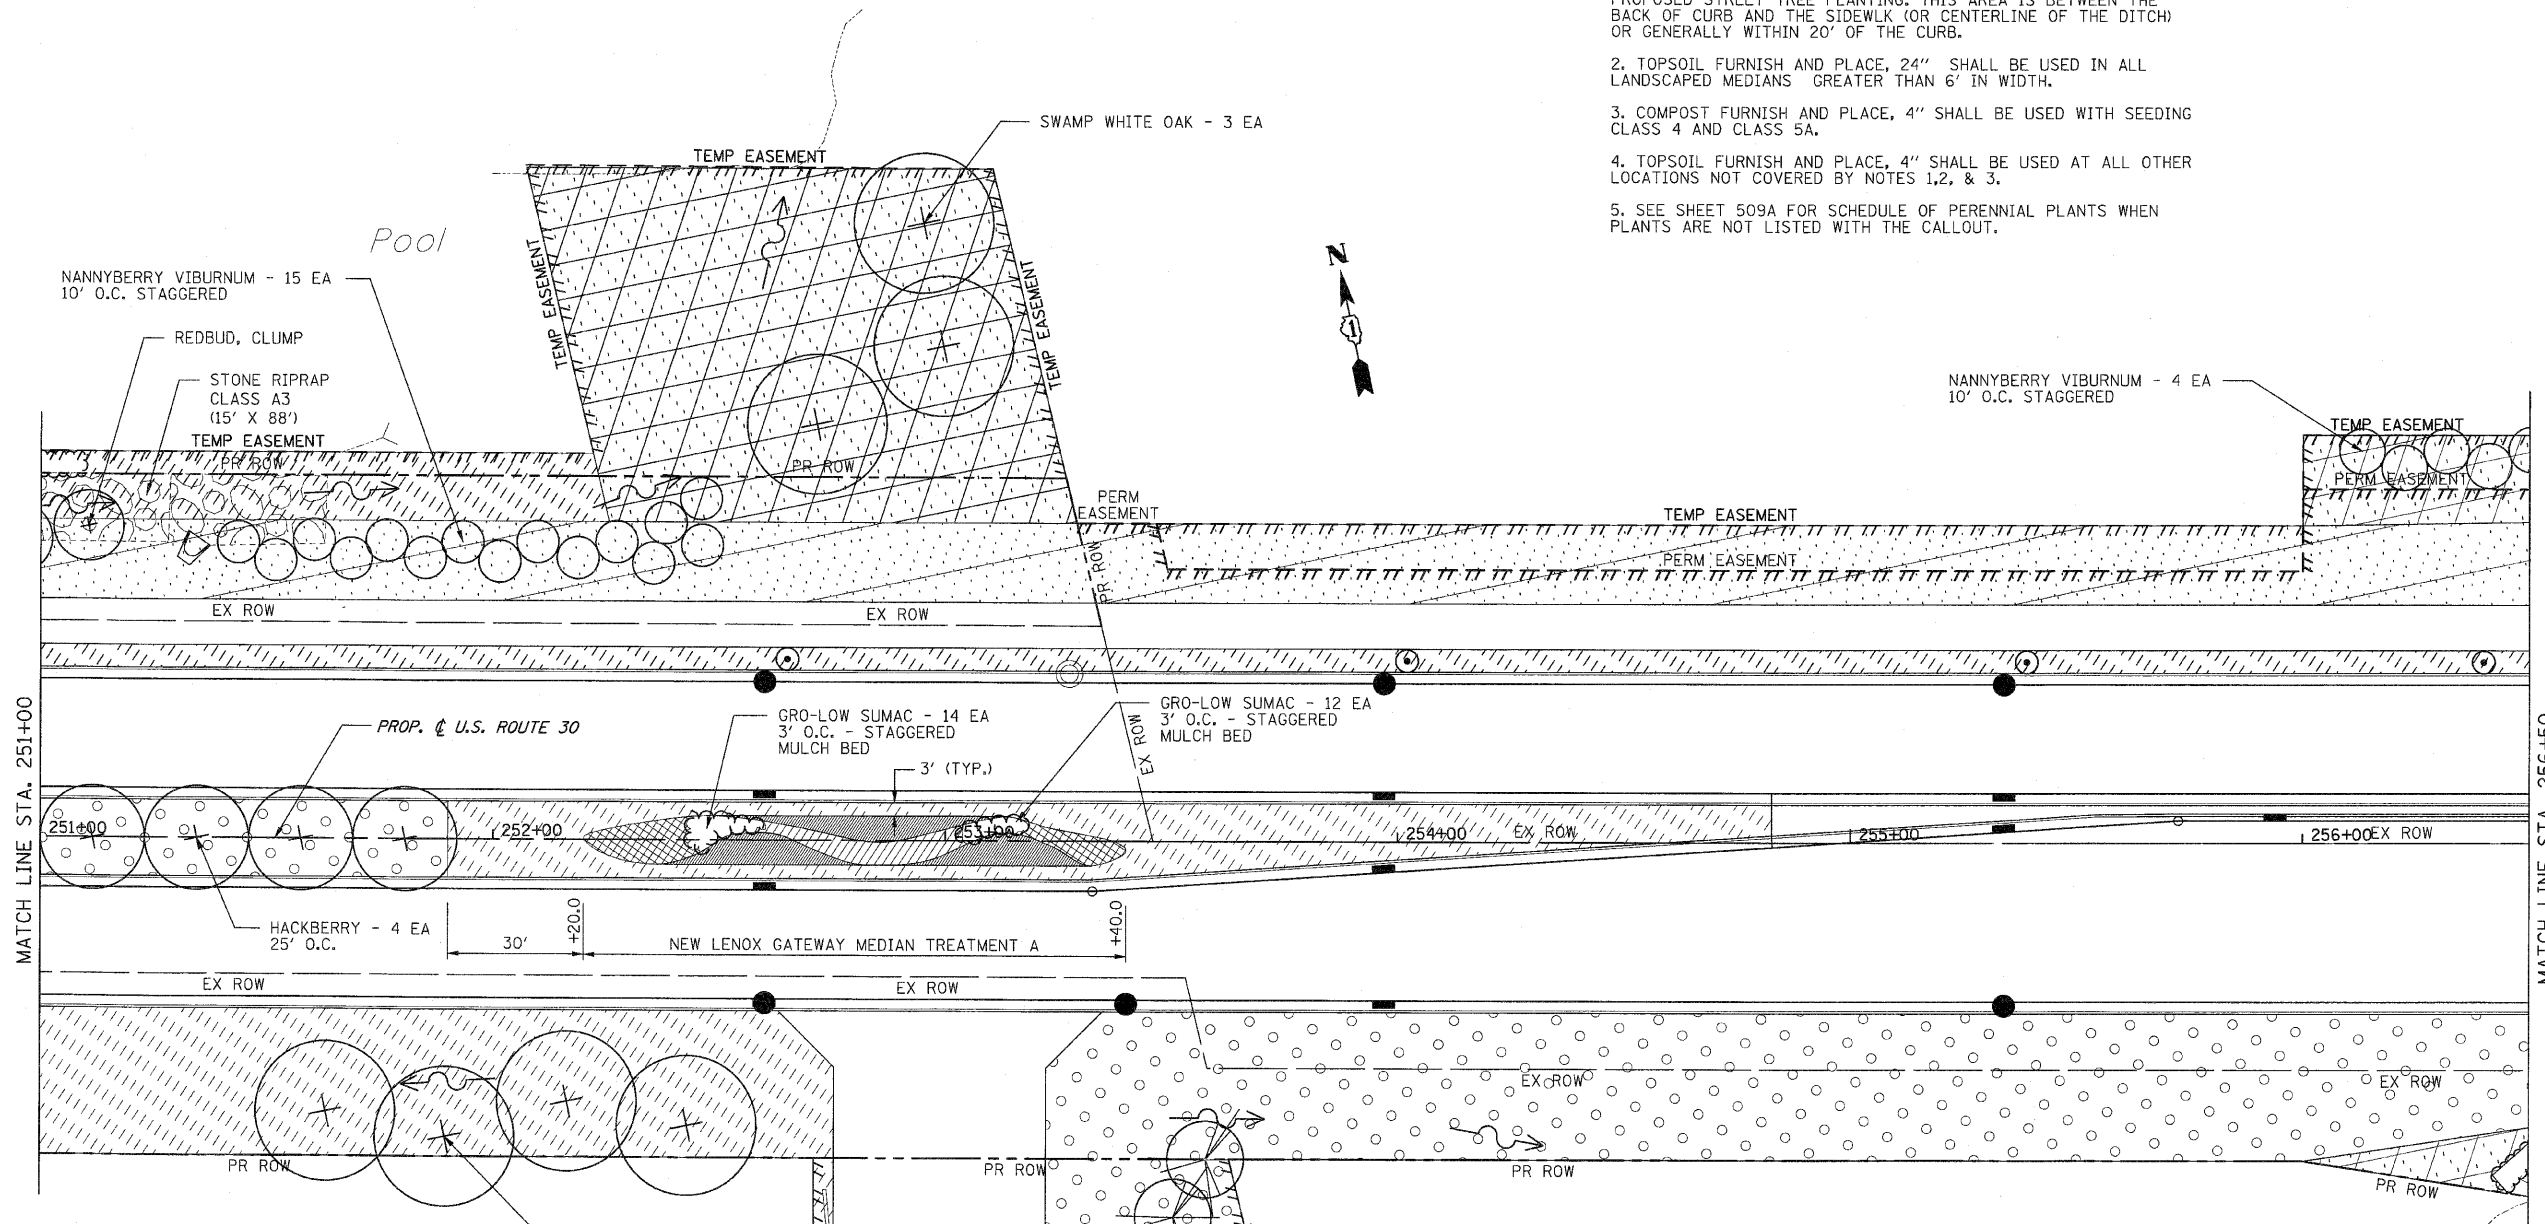 PROPOSED STREET TREE PLANTING. THIS AREA IS BETWEEN THE
BACK OF CURB AND THE SIDEWLK (OR CENTERLINE OF THE DITCH)
OR GENERALLY WITHIN 20' OF THE CURB.
2. TOPSOIL FURNISH AND PLACE, 24" SHALL BE USED IN ALL
LANDSCAPED MEDIANS GREATER THAN 6' IN WIDTH.
3. COMPOST FURNISH AND PLACE, 4" SHALL BE USED WITH SEEDING
CLASS 4 AND CLASS 5A.
4. TOPSOIL FURNISH AND PLACE, 4" SHALL BE USED AT ALL OTHER
LOCATIONS NOT COVERED BY NOTES 1,2, & 3.
5. SEE SHEET 509A FOR SCHEDULE OF PERENNIAL PLANTS WHEN
PLANTS ARE NOT LISTED WITH THE CALLOUT.
SWAMP WHITE OAK - 3 EA
TEMP EASEMENT
Pool
TEMP EASEMENT
TEMP EASEMENT
N
1
NANNYBERRY VIBURNUM - 15 EA
10' O.C. STAGGERED
REDBUD, CLUMP
STONE RIPRAP
CLASS A3
(15' X 88')
TEMP EASEMENT
PR ROW
PR ROW
NANNYBERRY VIBURNUM - 4 EA
10' O.C. STAGGERED
TEMP EASEMENT
PERM EASEMENT
PERM
EASEMENT
TEMP EASEMENT
PERM EASEMENT
PR ROW
EX ROW
EX ROW
EX ROW
MATCH LINE STA. 251+00
PROP. ℄ U.S. ROUTE 30
GRO-LOW SUMAC - 14 EA
3' O.C. - STAGGERED
MULCH BED
GRO-LOW SUMAC - 12 EA
3' O.C. - STAGGERED
MULCH BED
3' (TYP.)
251+00
252+00
253+00
254+00
EX ROW
255+00
256+00
EX ROW
MATCH LINE STA. 256+50
HACKBERRY - 4 EA
25' O.C.
30'
+20.0
NEW LENOX GATEWAY MEDIAN TREATMENT A
+40.0
EX ROW
EX ROW
EX ROW
EX ROW
PR ROW
PR ROW
PR ROW
PR ROW